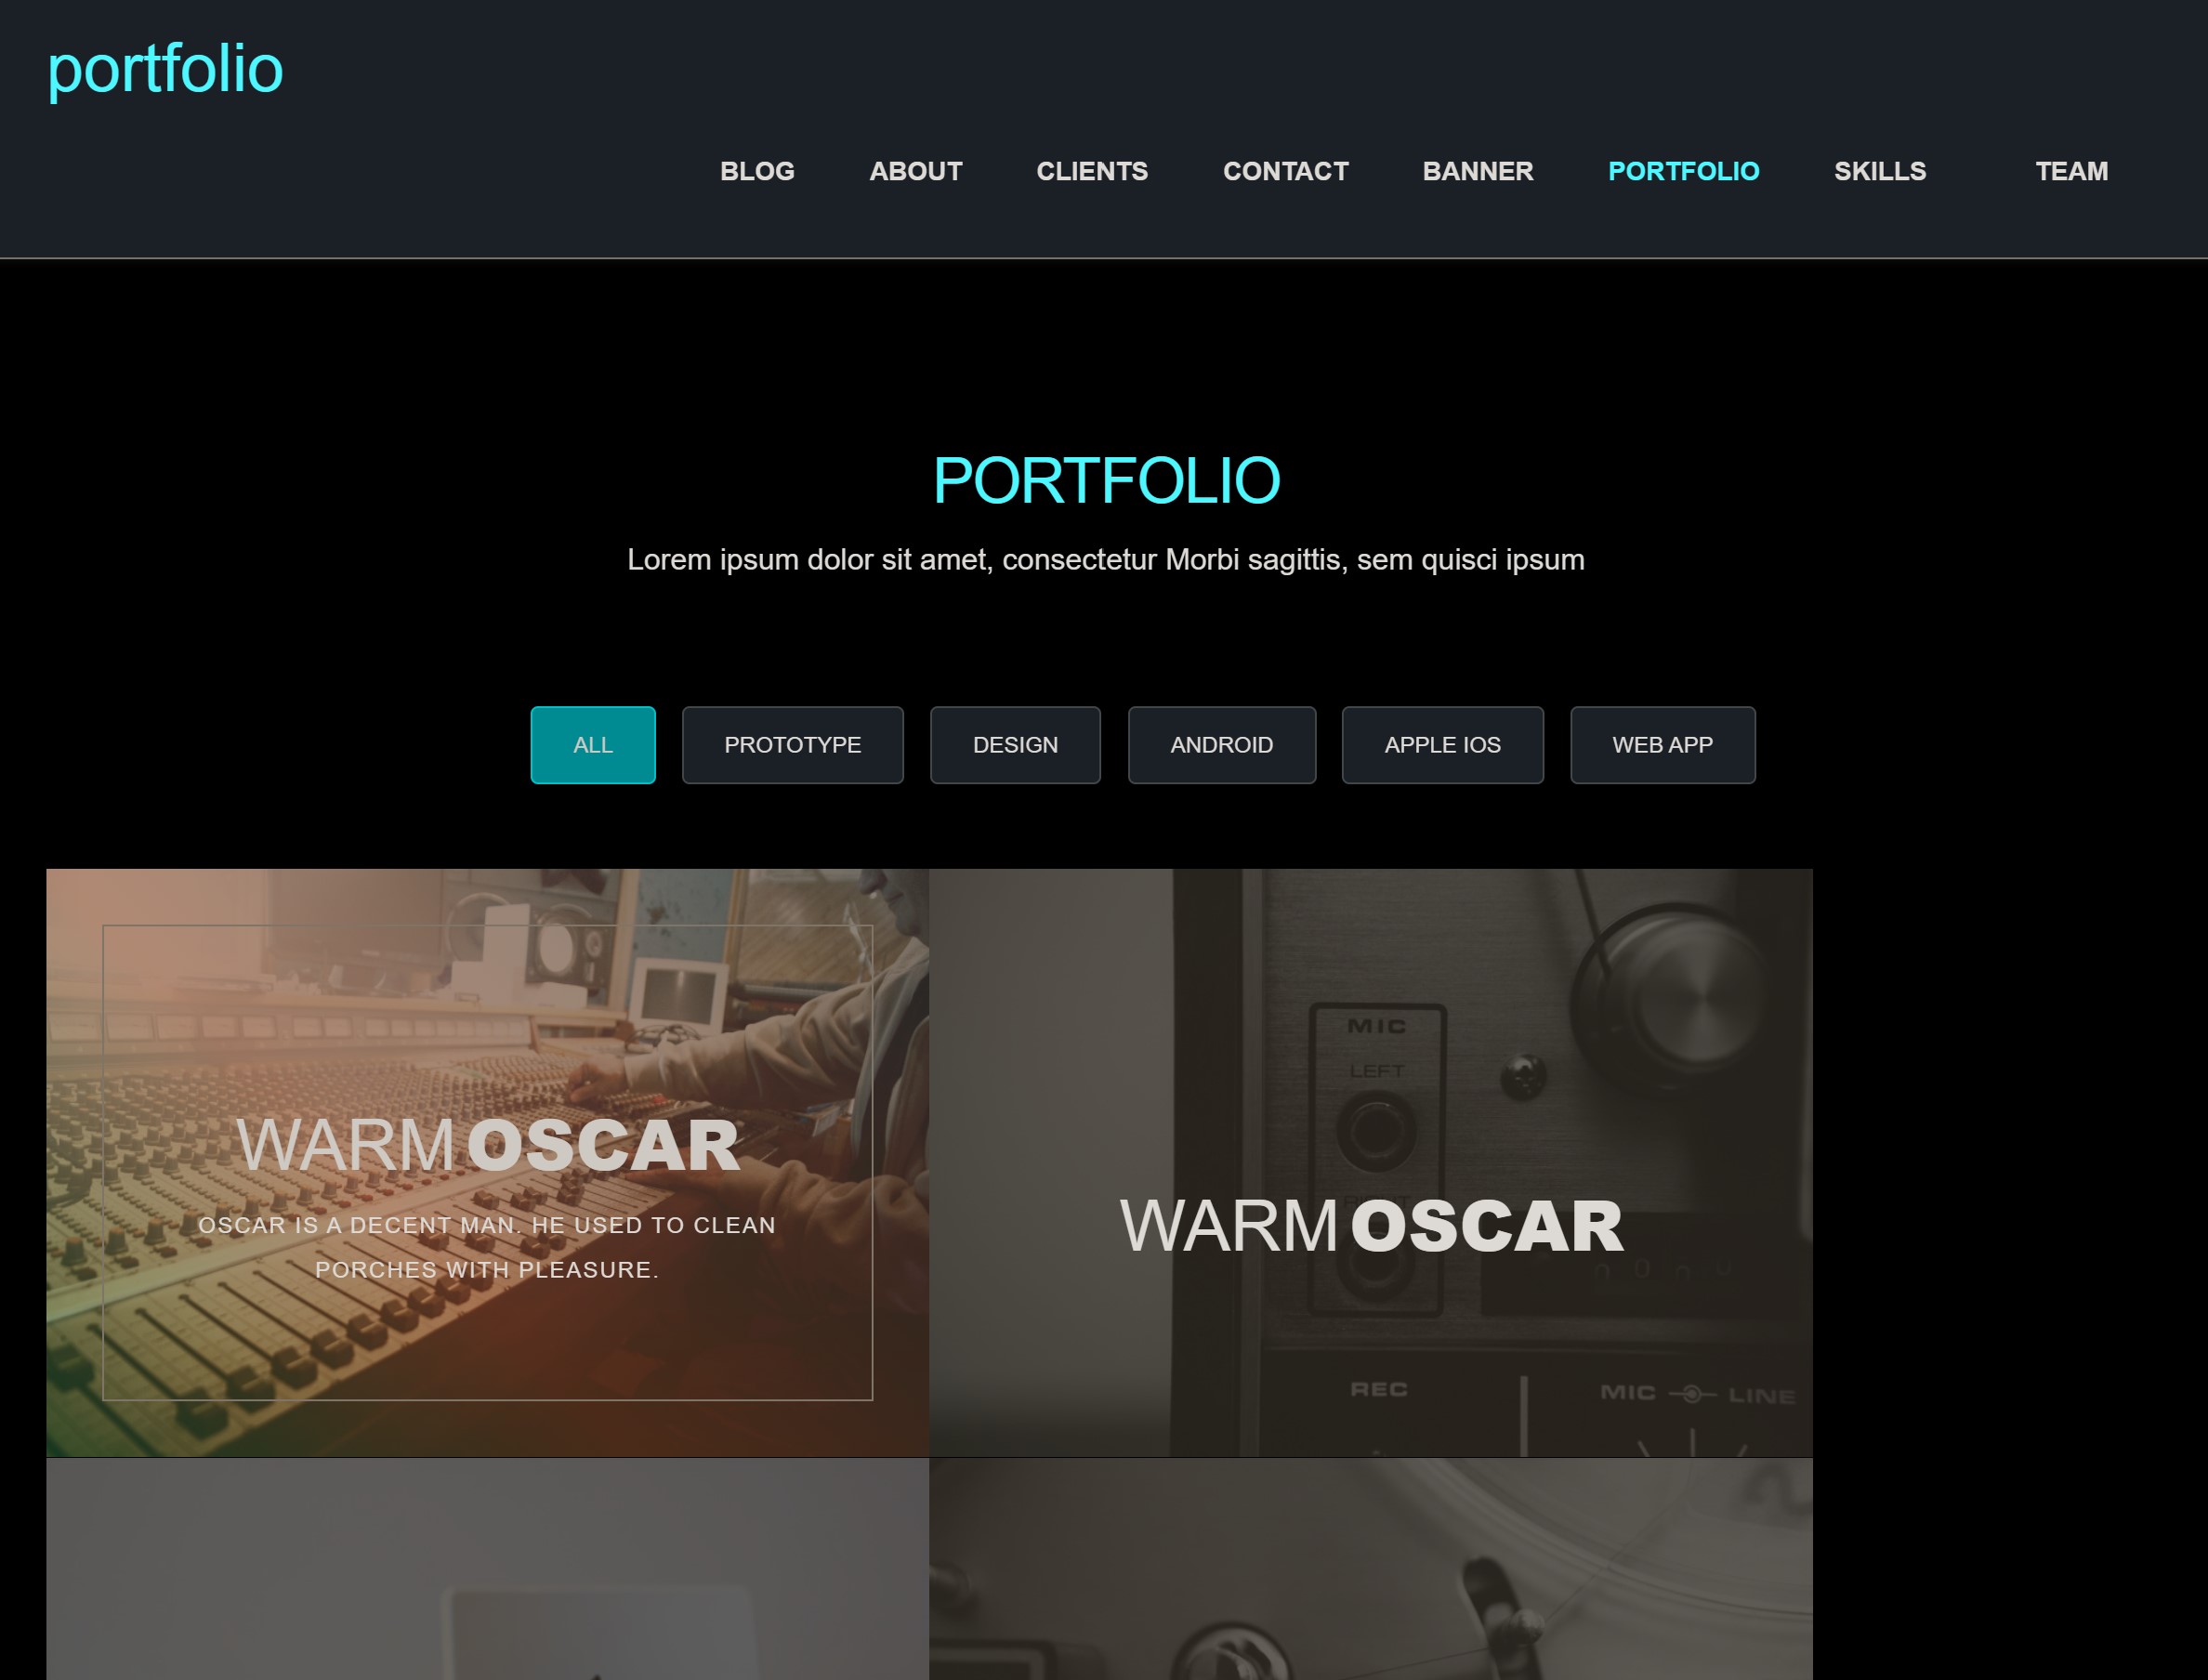 portfolio
BLOG ABOUT CLIENTS CONTACT BANNER PORTFOLIO SKILLS TEAM
PORTFOLIO
Lorem ipsum dolor sit amet, consectetur Morbi sagittis, sem quisci ipsum
ALL PROTOTYPE DESIGN ANDROID APPLE IOS WEB APP
WARM OSCAR
OSCAR IS A DECENT MAN. HE USED TO CLEAN
PORCHES WITH PLEASURE.
MIC
LEFT
RIGHT
WARM OSCAR
REC
MIC LINE